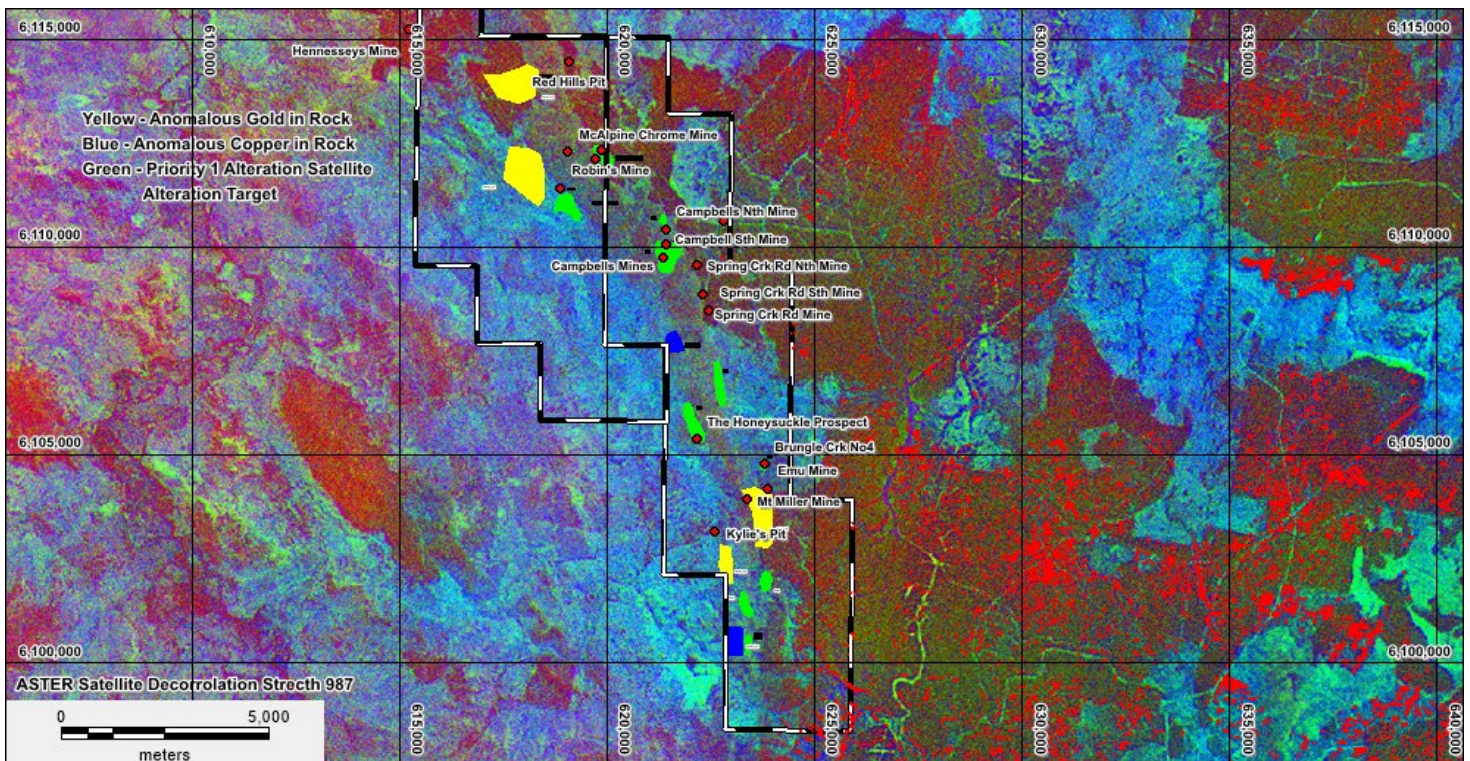 6,115,000
6,115,000
610,000
615,000
620,000
625,000
630,000
635,000
Hennesseys Mine
Red Hills Pit
Yellow - Anomalous Gold in Rock
Blue - Anomalous Copper in Rock
Green - Priority 1 Alteration Satellite
Alteration Target
McAlpine Chrome Mine
Robin's Mine
Campbells Nth Mine
6,110,000
6,110,000
Campbell Sth Mine
Campbells Mines
Spring Crk Rd Nth Mine
Spring Crk Rd Sth Mine
Spring Crk Rd Mine
The Honeysuckle Prospect
6,105,000
6,105,000
Brungle Crk No4
Emu Mine
Mt Miller Mine
Kylie's Pit
6,100,000
6,100,000
ASTER Satellite Decorrolation Strecth 987
615,000
620,000
625,000
630,000
635,000
640,000
0
5,000
meters